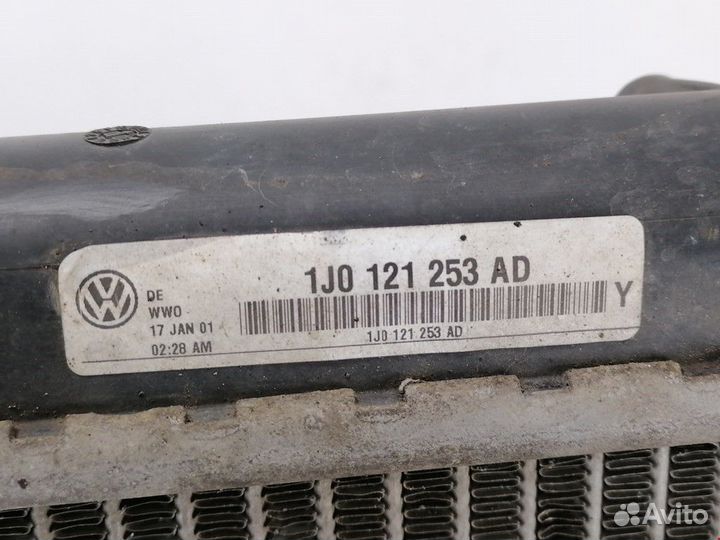 1J0 121 253 AD
DE
WWO
17 JAN 01
02:28 AM
Y
1J0 121 253 AD
Avito